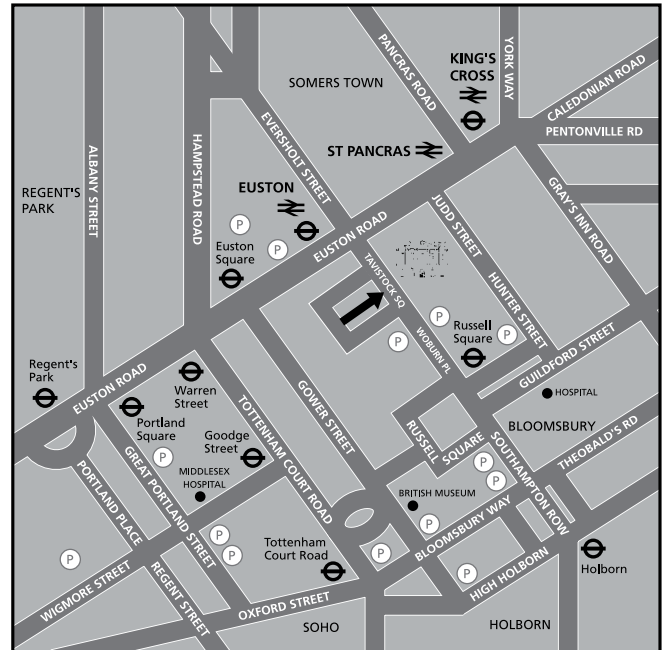 KING'S
CROSS
YORK WAY
PANCRAS ROAD
CALEDONIAN ROAD
SOMERS TOWN
PENTONVILLE RD
EVERSHOLT STREET
ST PANCRAS
ALBANY STREET
HAMPSTEAD ROAD
REGENT'S
PARK
EUSTON
GRAY'S INN ROAD
JUDD STREET
P
Euston
Square
P
EUSTON ROAD
TAVISTOCK SQ
HUNTER STREET
P
Russell
Square
P
P
WOBURN PL
GUILDFORD STREET
Regent's
Park
EUSTON ROAD
Warren
Street
GOWER STREET
HOSPITAL
Portland
Square
TOTTENHAM COURT ROAD
BLOOMSBURY
Goodge
Street
RUSSELL
SQUARE
SOUTHAMPTON ROW
THEOBALD'S RD
P
GREAT PORTLAND STREET
MIDDLESEX
HOSPITAL
PORTLAND PLACE
P
P
BRITISH MUSEUM
P
BLOOMSBURY WAY
P
P
P
Tottenham
Court Road
P
P
HIGH HOLBORN
Holborn
WIGMORE STREET
REGENT STREET
OXFORD STREET
SOHO
HOLBORN